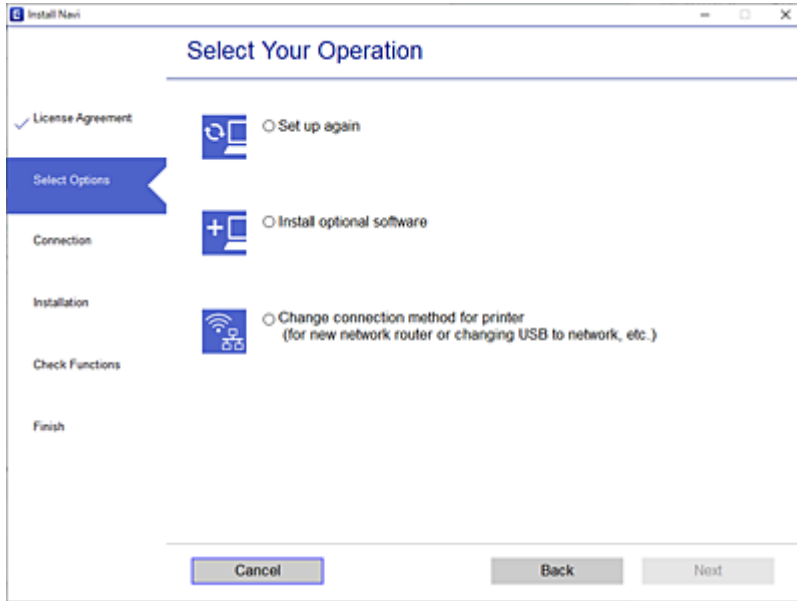 Install Navi
Select Your Operation
License Agreement
Select Options
Connection
Installation
Check Functions
Finish
Set up again
Install optional software
Change connection method for printer
(for new network router or changing USB to network, etc.)
Cancel
Back
Next